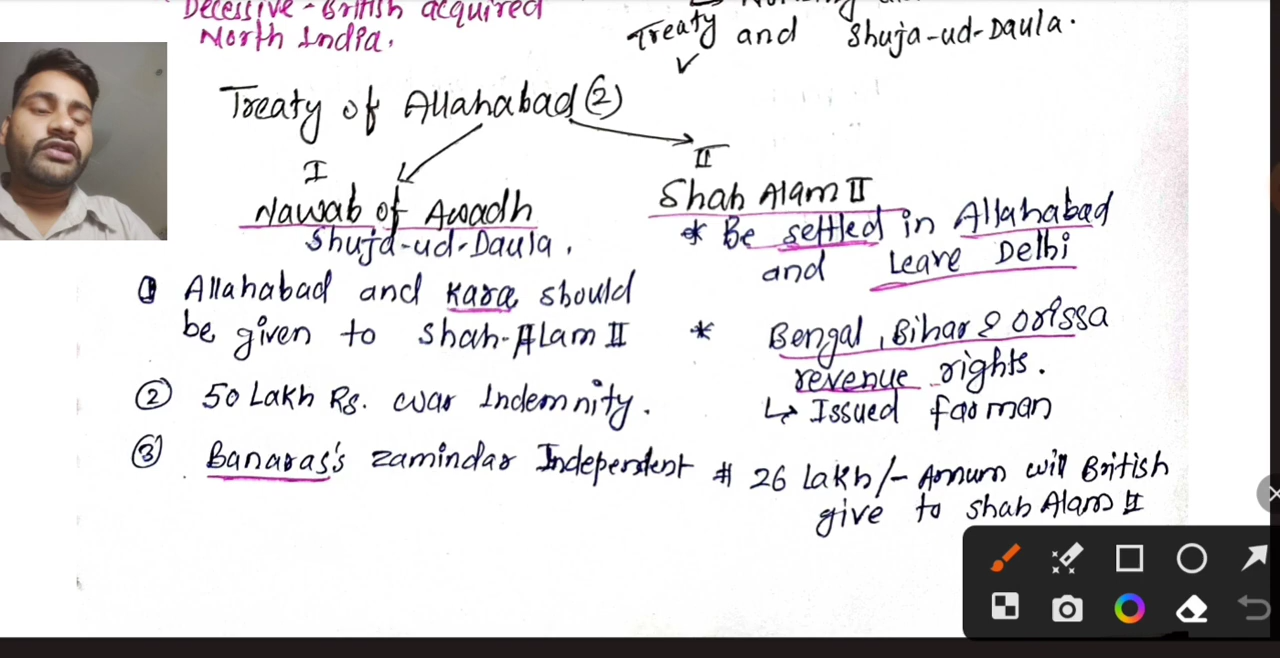 Decessive - British acquired
North India.
Treaty and Shuja-ud-Daula.
Treaty of Allahabad (2)
I
Nawab of Awadh
Shuja-ud-Daula.
① Allahabad and Kara should
be given to Shah-Alam II
② 50 Lakh Rs. war Indemnity.
③ Banaras's zamindar Independent
II
Shah Alam II
* Be settled in Allahabad
and Leave Delhi
* Bengal, Bihar & Orissa
revenue rights.
↳ Issued farman
# 26 Lakh/- Annum will British
give to Shah Alam II